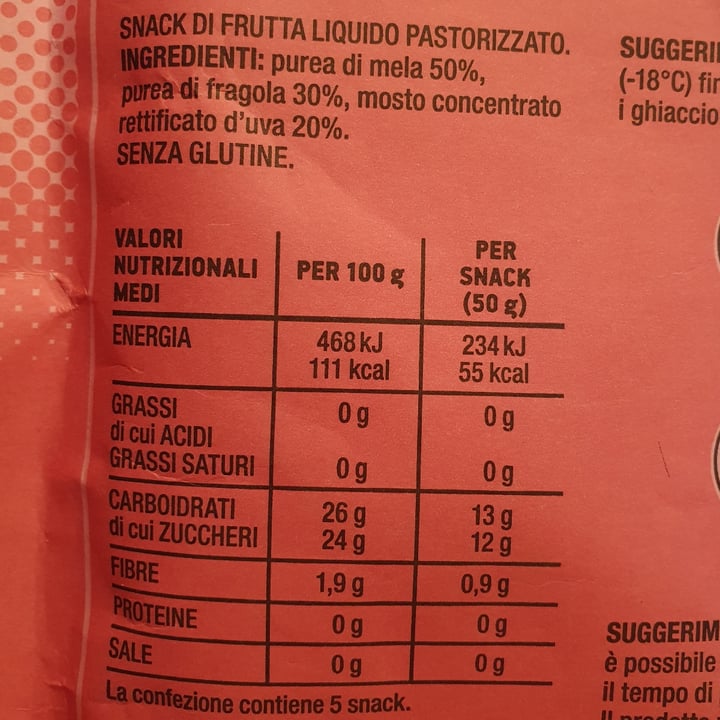 SNACK DI FRUTTA LIQUIDO PASTORIZZATO.
INGREDIENTI: purea di mela 50%,
purea di fragola 30%, mosto concentrato
rettificato d'uva 20%.
SENZA GLUTINE.
VALORI
NUTRIZIONALI
MEDI
PER 100 g
PER
SNACK
(50 g)
ENERGIA
468 kJ
234 kJ
111 kcal
55 kcal
GRASSI
0 g
0 g
di cui ACIDI
GRASSI SATURI
0 g
0 g
CARBOIDRATI
26 g
13 g
di cui ZUCCHERI
24 g
12 g
FIBRE
1,9 g
0,9 g
PROTEINE
0 g
0 g
SALE
0 g
0 g
La confezione contiene 5 snack.
(-18°C)
i ghiaccio
è possibile
il tempo di